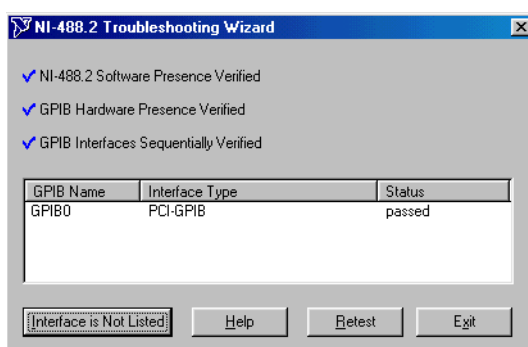 NI-488.2 Troubleshooting Wizard
NI-488.2 Software Presence Verified
GPIB Hardware Presence Verified
GPIB Interfaces Sequentially Verified
GPIB Name Interface Type Status
GPIB0 PCI-GPIB passed
Interface is Not Listed Help Retest Exit